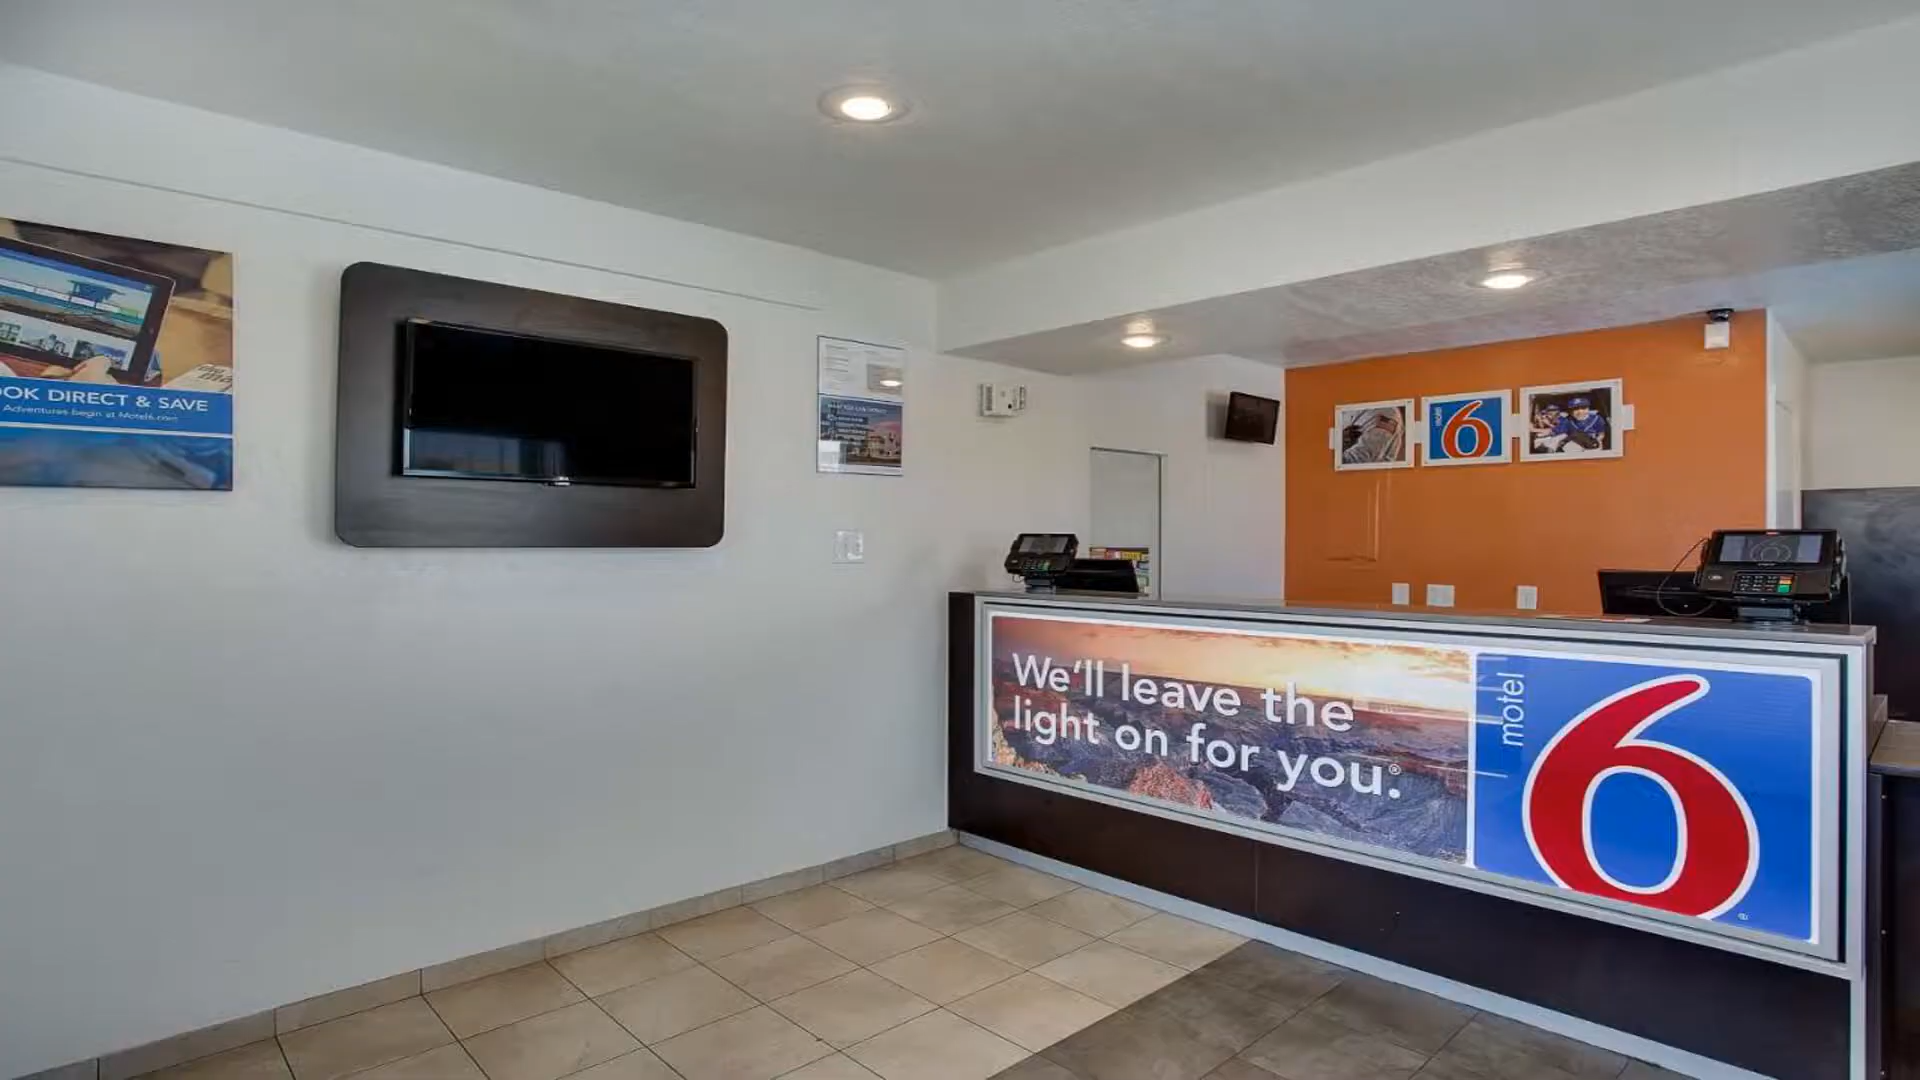 OOK DIRECT & SAVE
Adventures begin at Motel6.com
motel
6
We'll leave the
light on for you.®
motel
6
®